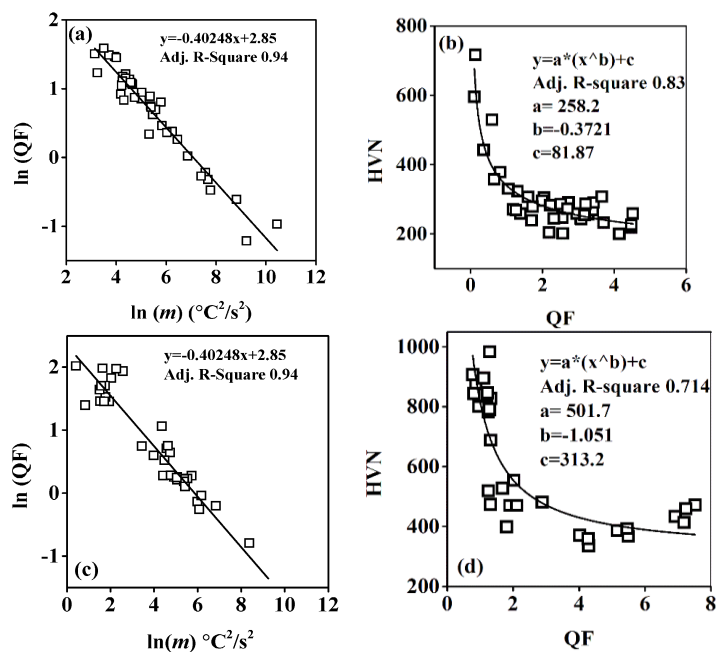 (a)
y=-0.40248x+2.85
Adj. R-Square 0.94
ln (QF)
2
1
0
-1
2 4 6 8 10 12
ln (m) (°C²/s²)
(b)
y=a*(x^b)+c
Adj. R-square 0.83
a= 258.2
b=-0.3721
c=81.87
HVN
800
600
400
200
0 2 4 6
QF
y=-0.40248x+2.85
Adj. R-Square 0.94
ln (QF)
2
1
0
-1
(c)
0 2 4 6 8 10 12
ln(m) °C²/s²
y=a*(x^b)+c
Adj. R-square 0.714
a= 501.7
b=-1.051
c=313.2
HVN
1000
800
600
400
200
(d)
0 2 4 6 8
QF